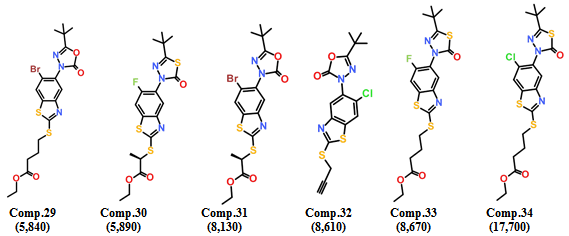 Comp.29 Comp.30 Comp.31 Comp.32 Comp.33 Comp.34
(5,840) (5,890) (8,130) (8,610) (8,670) (17,700)